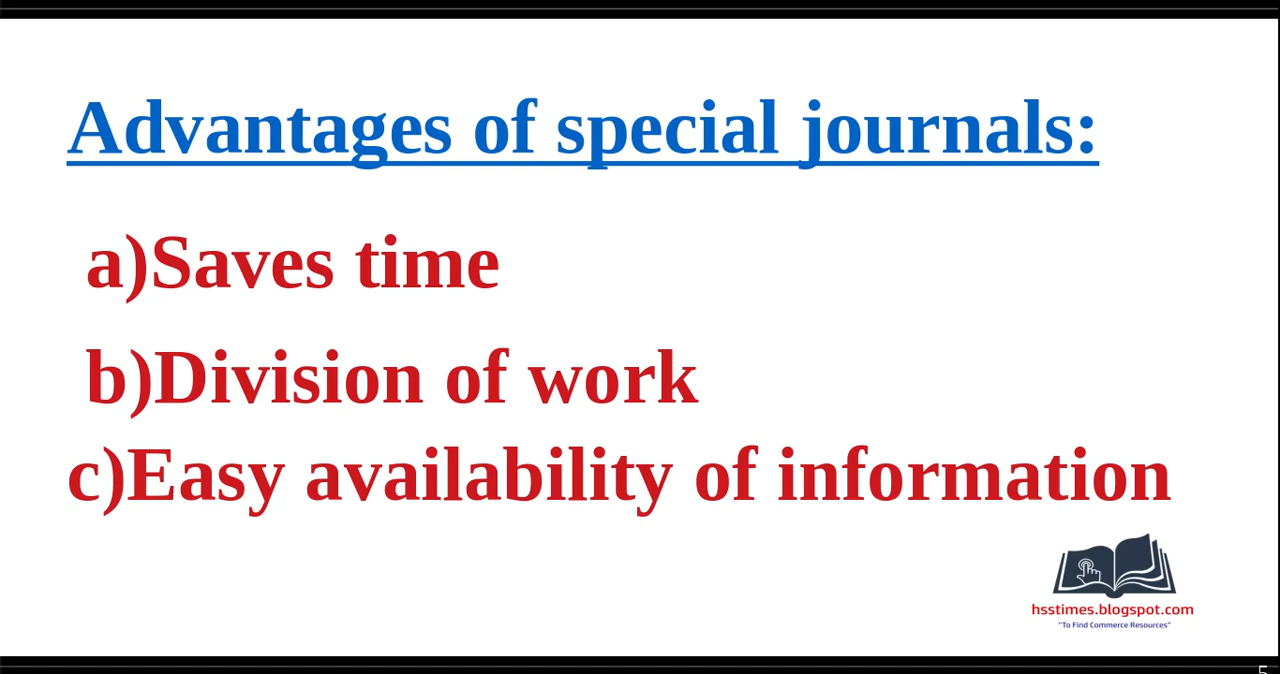 Advantages of special journals:
a)Saves time
b)Division of work
c)Easy availability of information
hsstimes.blogspot.com
"To Find Commerce Resources"
5